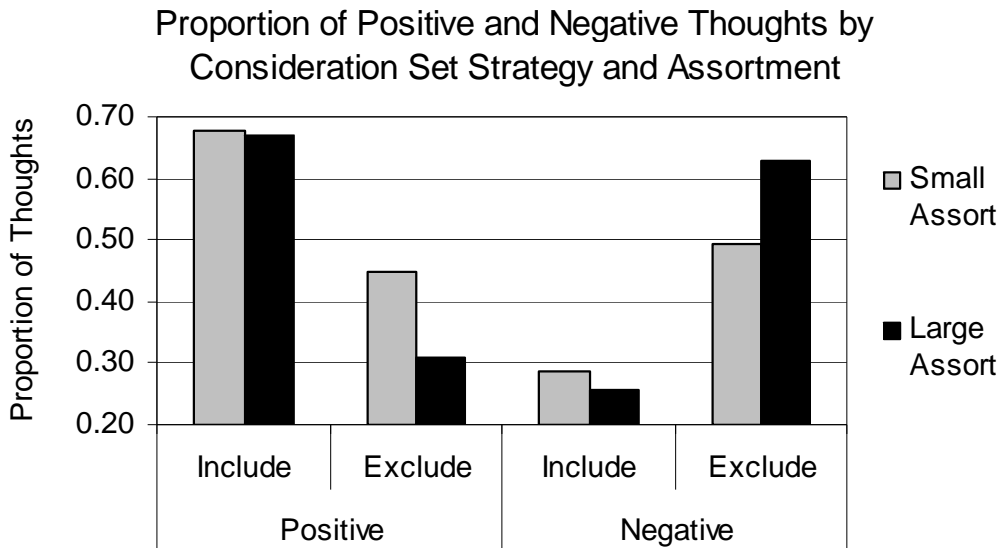 Proportion of Positive and Negative Thoughts by
Consideration Set Strategy and Assortment
Proportion of Thoughts
0.70
0.60
0.50
0.40
0.30
0.20
Include
Exclude
Include
Exclude
Positive
Negative
Small
Assort
Large
Assort